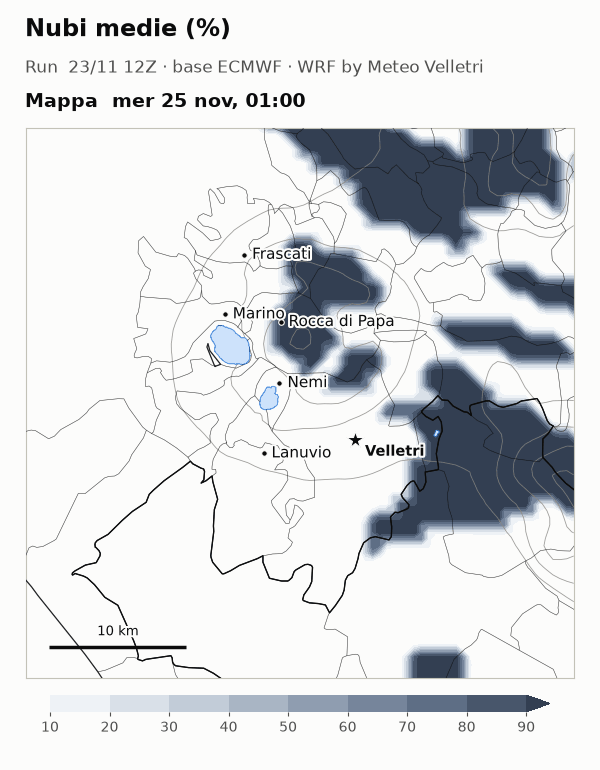 Nubi medie (%)
Run  23/11 12Z · base ECMWF · WRF by Meteo Velletri
Mappa  mer 25 nov, 01:00
Frascati
Marino
Rocca di Papa
Nemi
Velletri
Lanuvio
10 km
10 20 30 40 50 60 70 80 90